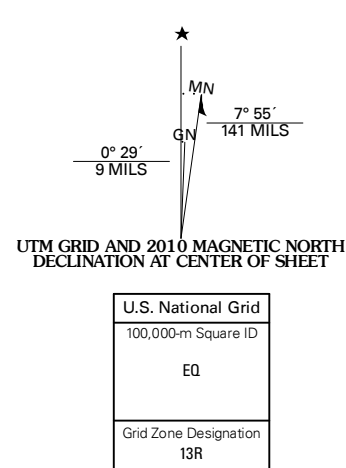 ★
MN
7° 55´
141 MILS
GN
0° 29´
9 MILS
UTM GRID AND 2010 MAGNETIC NORTH
DECLINATION AT CENTER OF SHEET
U.S. National Grid
100,000-m Square ID
EQ
Grid Zone Designation
13R